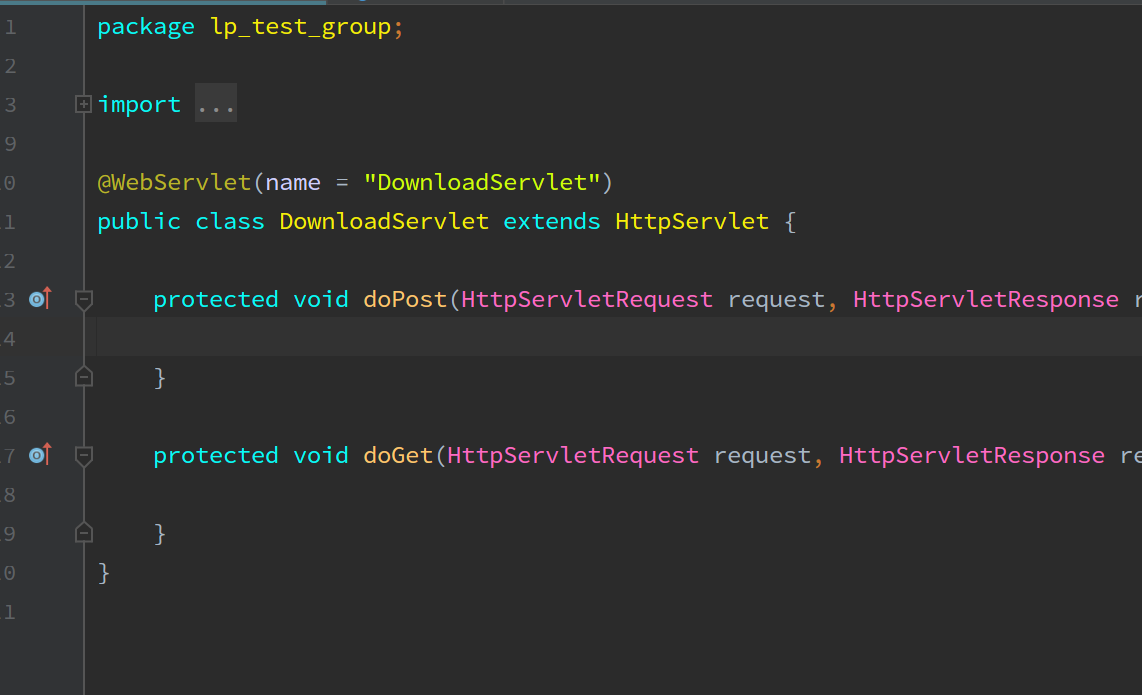 1 package lp_test_group;
2
3 import ...
9
0 @WebServlet(name = "DownloadServlet")
1 public class DownloadServlet extends HttpServlet {
2
3 protected void doPost(HttpServletRequest request, HttpServletResponse r
4
5 }
6
7 protected void doGet(HttpServletRequest request, HttpServletResponse re
8
9 }
0 }
1